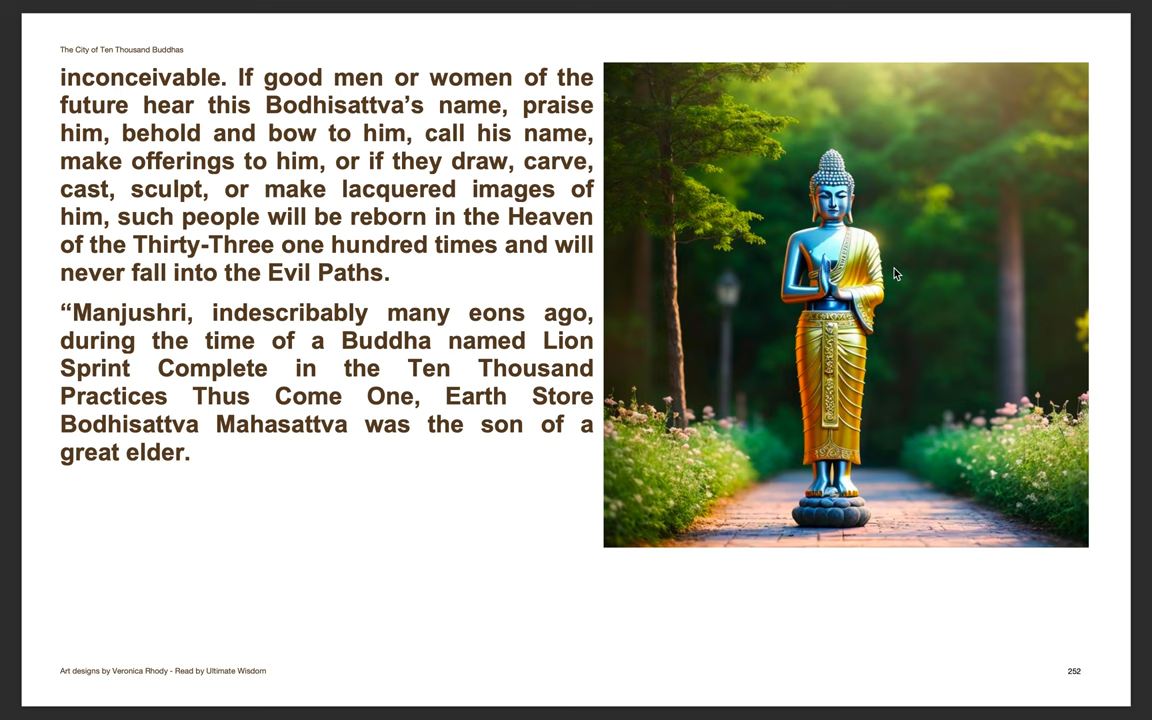 The City of Ten Thousand Buddhas
inconceivable. If good men or women of the
future hear this Bodhisattva’s name, praise
him, behold and bow to him, call his name,
make offerings to him, or if they draw, carve,
cast, sculpt, or make lacquered images of
him, such people will be reborn in the Heaven
of the Thirty-Three one hundred times and will
never fall into the Evil Paths.
“Manjushri, indescribably many eons ago,
during the time of a Buddha named Lion
Sprint Complete in the Ten Thousand
Practices Thus Come One, Earth Store
Bodhisattva Mahasattva was the son of a
great elder.
Art designs by Veronica Rhody - Read by Ultimate Wisdom
252